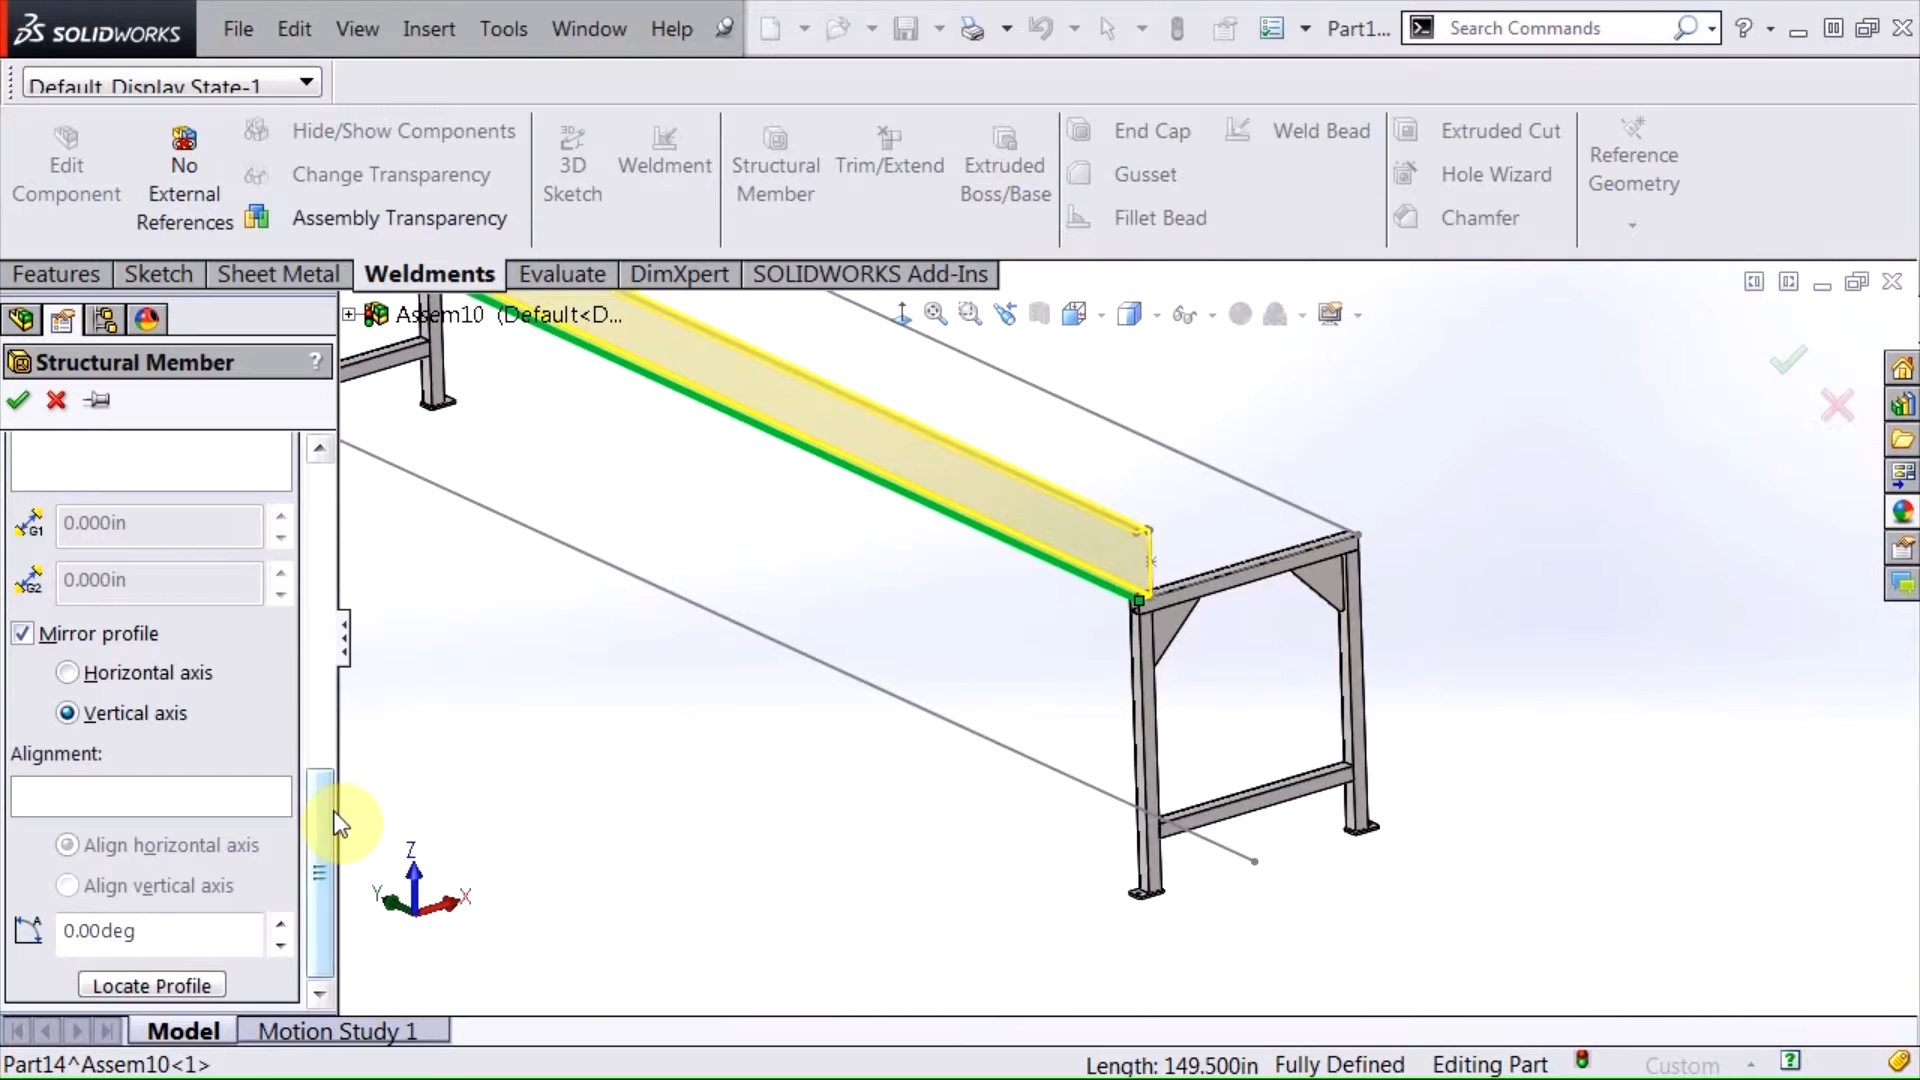 SOLIDWORKS File Edit View Insert Tools Window Help Part1... Search Commands ?
Default_Display State-1
Edit Component
No External References
Hide/Show Components
Change Transparency
Assembly Transparency
3D Sketch
Weldment
Structural Member
Trim/Extend
Extruded Boss/Base
End Cap
Gusset
Fillet Bead
Weld Bead
Extruded Cut
Hole Wizard
Chamfer
Reference Geometry
Features Sketch Sheet Metal Weldments Evaluate DimXpert SOLIDWORKS Add-Ins
Assem10 (Default<D...
Structural Member ?
G1 0.000in
G2 0.000in
Mirror profile
Horizontal axis
Vertical axis
Alignment:
Align horizontal axis
Align vertical axis
A 0.00deg
Locate Profile
Z
Y
X
Model Motion Study 1
Part14^Assem10<1> Length: 149.500in Fully Defined Editing Part Custom ?